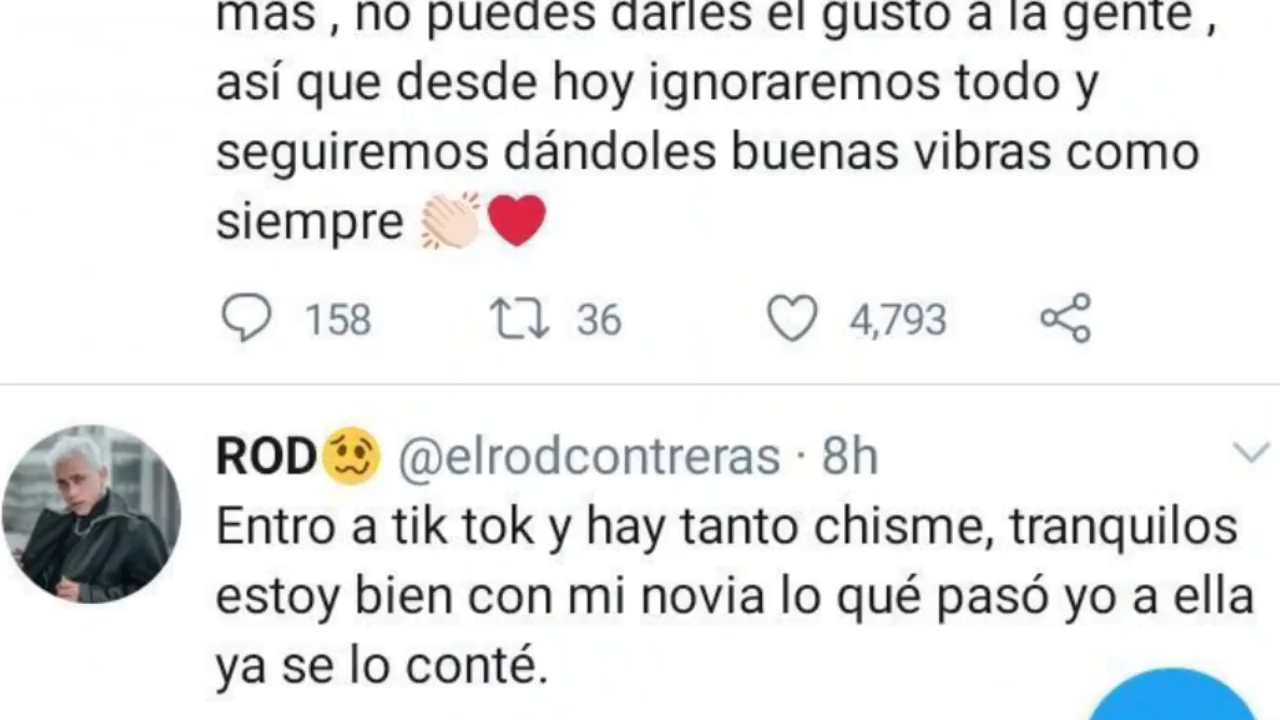 mas , no puedes darles el gusto a la gente ,
así que desde hoy ignoraremos todo y
seguiremos dándoles buenas vibras como
siempre 👏🏻❤️
158 36 4,793
ROD🥴 @elrodcontreras · 8h
Entro a tik tok y hay tanto chisme, tranquilos
estoy bien con mi novia lo qué pasó yo a ella
ya se lo conté.